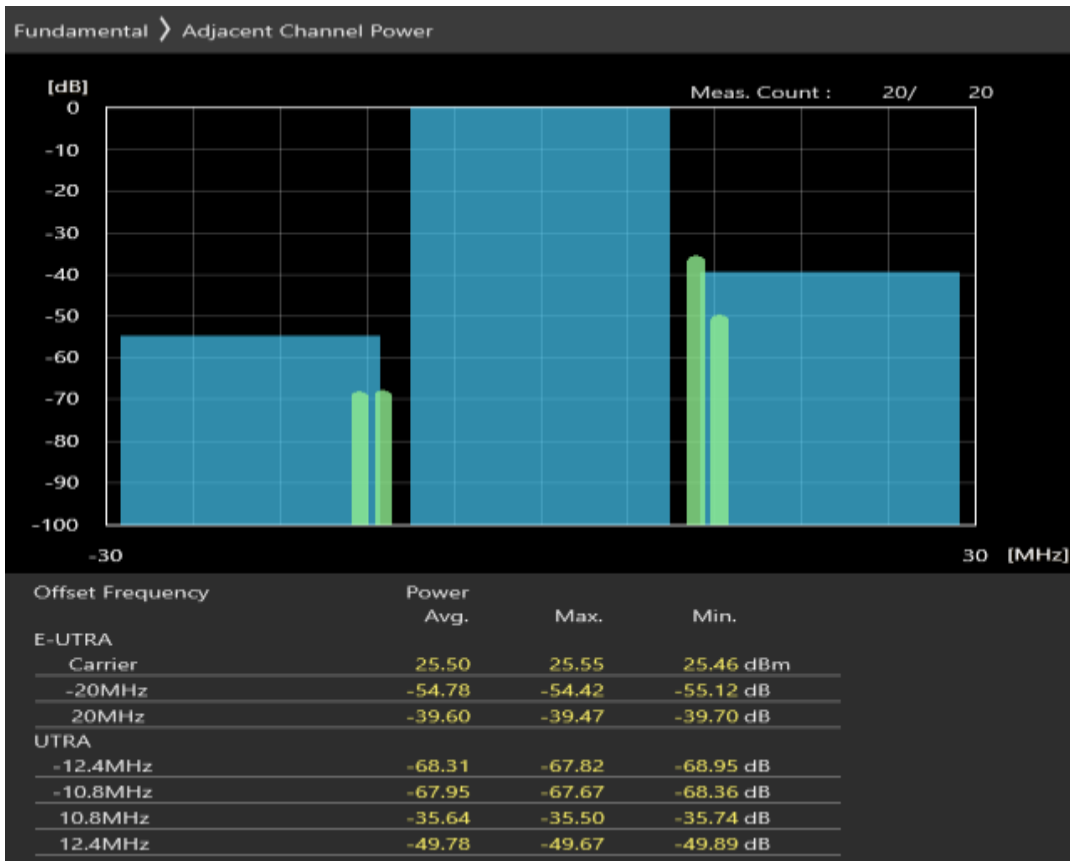 Fundamental 〉 Adjacent Channel Power
[dB]
Meas. Count : 20/ 20
0
-10
-20
-30
-40
-50
-60
-70
-80
-90
-100
-30 30 [MHz]
Offset Frequency Power
Avg. Max. Min.
E-UTRA
Carrier 25.50 25.55 25.46 dBm
-20MHz -54.78 -54.42 -55.12 dB
20MHz -39.60 -39.47 -39.70 dB
UTRA
-12.4MHz -68.31 -67.82 -68.95 dB
-10.8MHz -67.95 -67.67 -68.36 dB
10.8MHz -35.64 -35.50 -35.74 dB
12.4MHz -49.78 -49.67 -49.89 dB